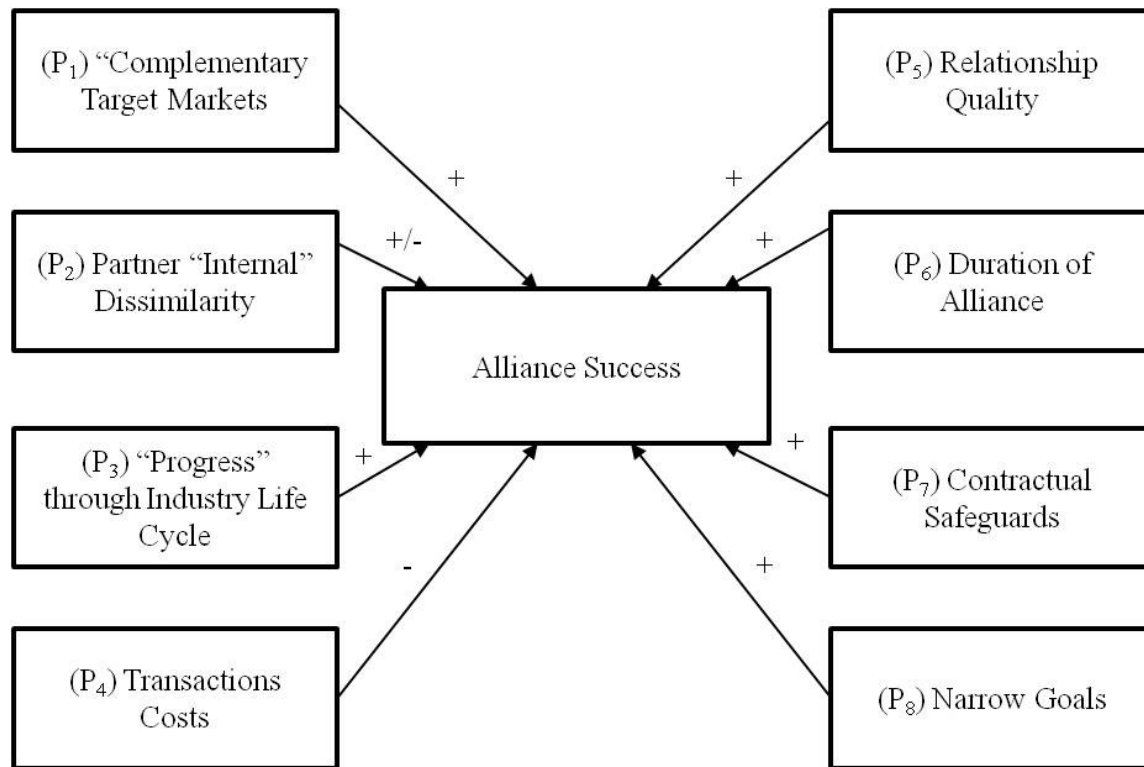 (P₁) “Complementary
Target Markets
(P₅) Relationship
Quality
+
+
(P₂) Partner “Internal”
Dissimilarity
+/-
+
(P₆) Duration of
Alliance
Alliance Success
(P₃) “Progress”
through Industry Life
Cycle
+
+
(P₇) Contractual
Safeguards
-
+
(P₄) Transactions
Costs
(P₈) Narrow Goals